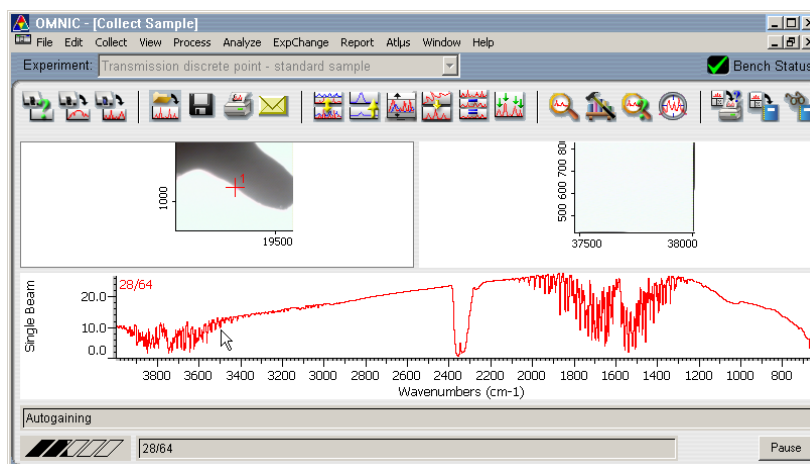 OMNIC - [Collect Sample]
File Edit Collect View Process Analyze ExpChange Report Atlµs Window Help
Experiment: Transmission discrete point - standard sample
Bench Status
1
1000
19500
500 600 700
37500 38000
28/64
Single Beam
20.0
10.0
0.0
3800 3600 3400 3200 3000 2800 2600 2400 2200 2000 1800 1600 1400 1200 1000 800
Wavenumbers (cm-1)
Autogaining
28/64
Pause